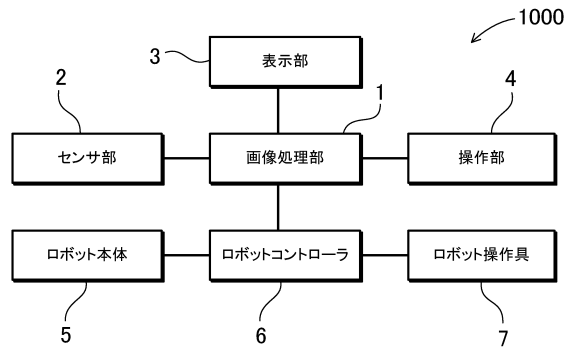 1000
3
表示部
2
1
4
センサ部
画像処理部
操作部
ロボット本体
ロボットコントローラ
ロボット操作具
5
6
7